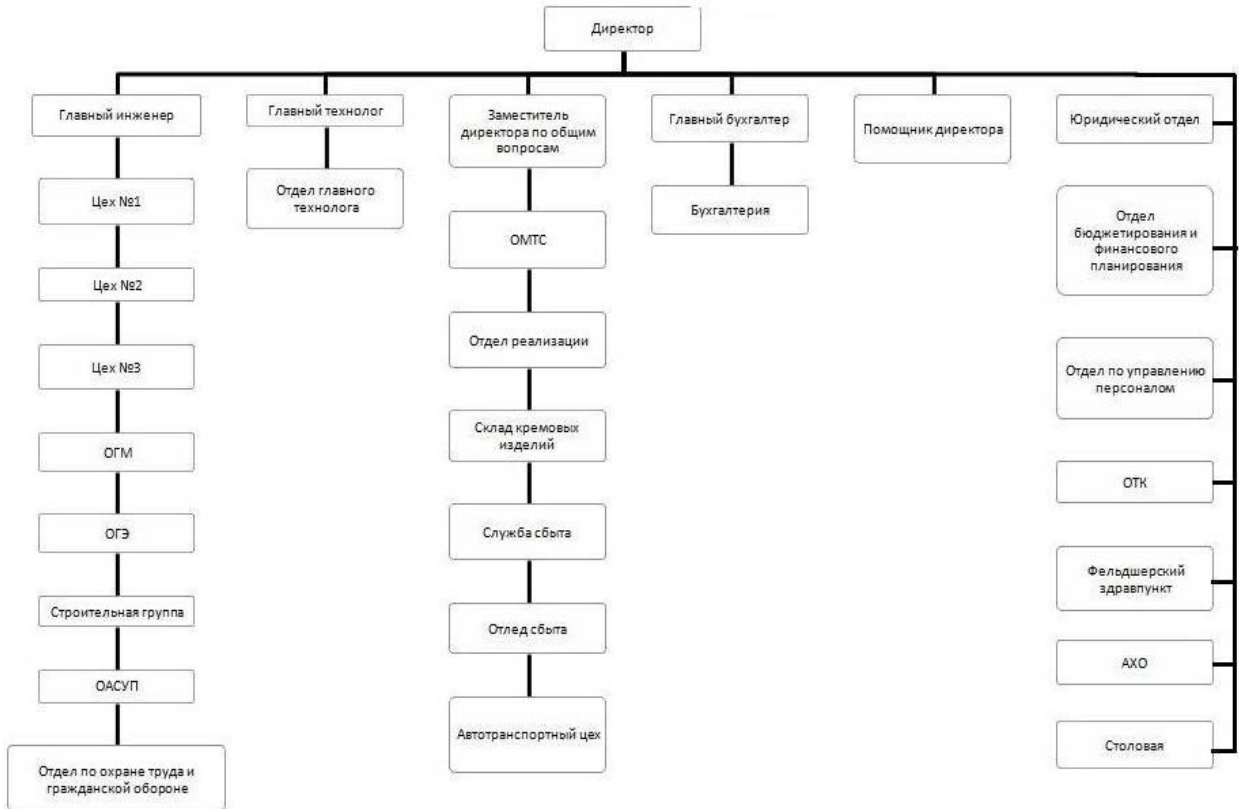 Директор
Главный инженер
Цех №1
Цех №2
Цех №3
ОГМ
ОГЭ
Строительная группа
ОАСУП
Отдел по охране труда и
гражданской обороне
Главный технолог
Отдел главного
технолога
Заместитель
директора по общим
вопросам
ОМТС
Отдел реализации
Склад кремовых
изделий
Служба сбыта
Отлед сбыта
Автотранспортный цех
Главный бухгалтер
Бухгалтерия
Помощник директора
Юридический отдел
Отдел
бюджетирования и
финансового
планирования
Отдел по управлению
персоналом
ОТК
Фельдшерский
здравпункт
АХО
Столовая